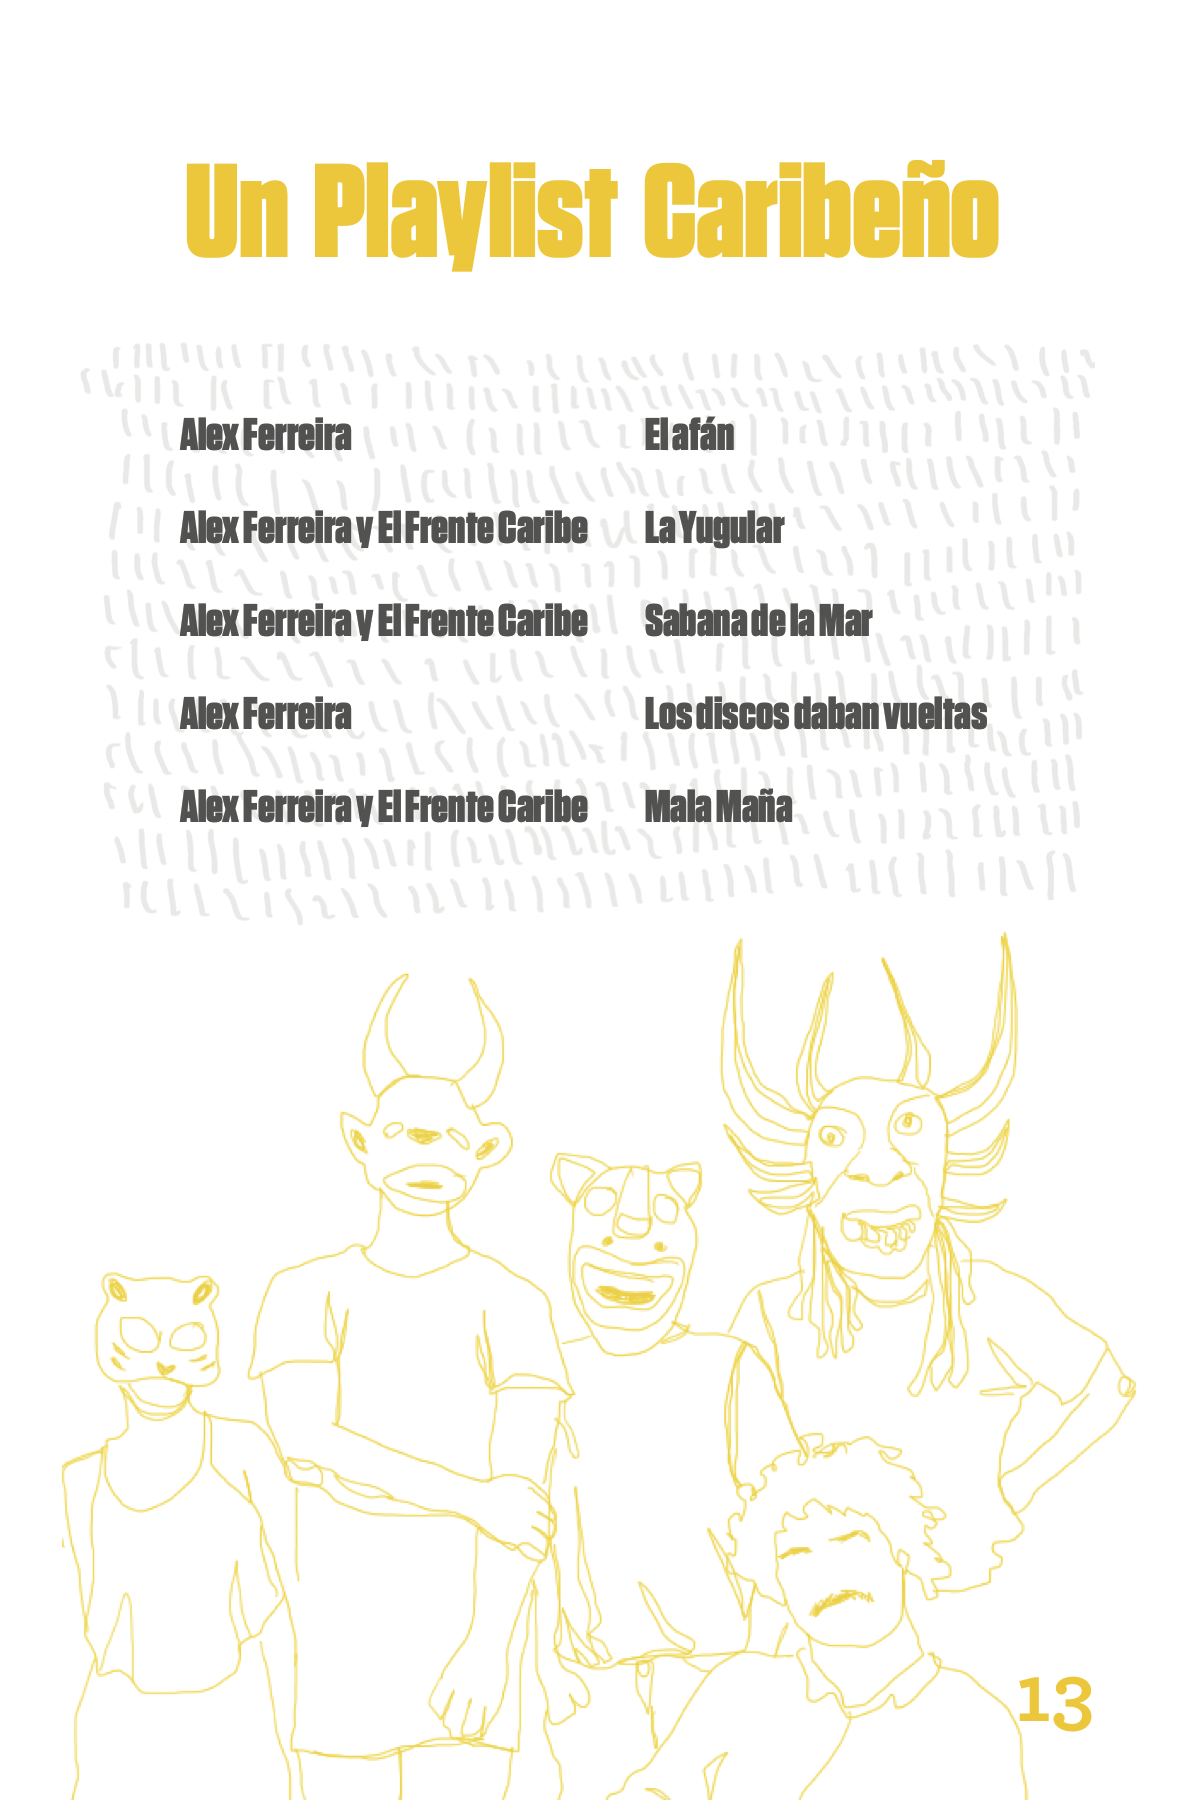 Un Playlist Caribeño
Alex Ferreira El afán
Alex Ferreira y El Frente Caribe La Yugular
Alex Ferreira y El Frente Caribe Sabana de la Mar
Alex Ferreira Los discos daban vueltas
Alex Ferreira y El Frente Caribe Mala Maña
13